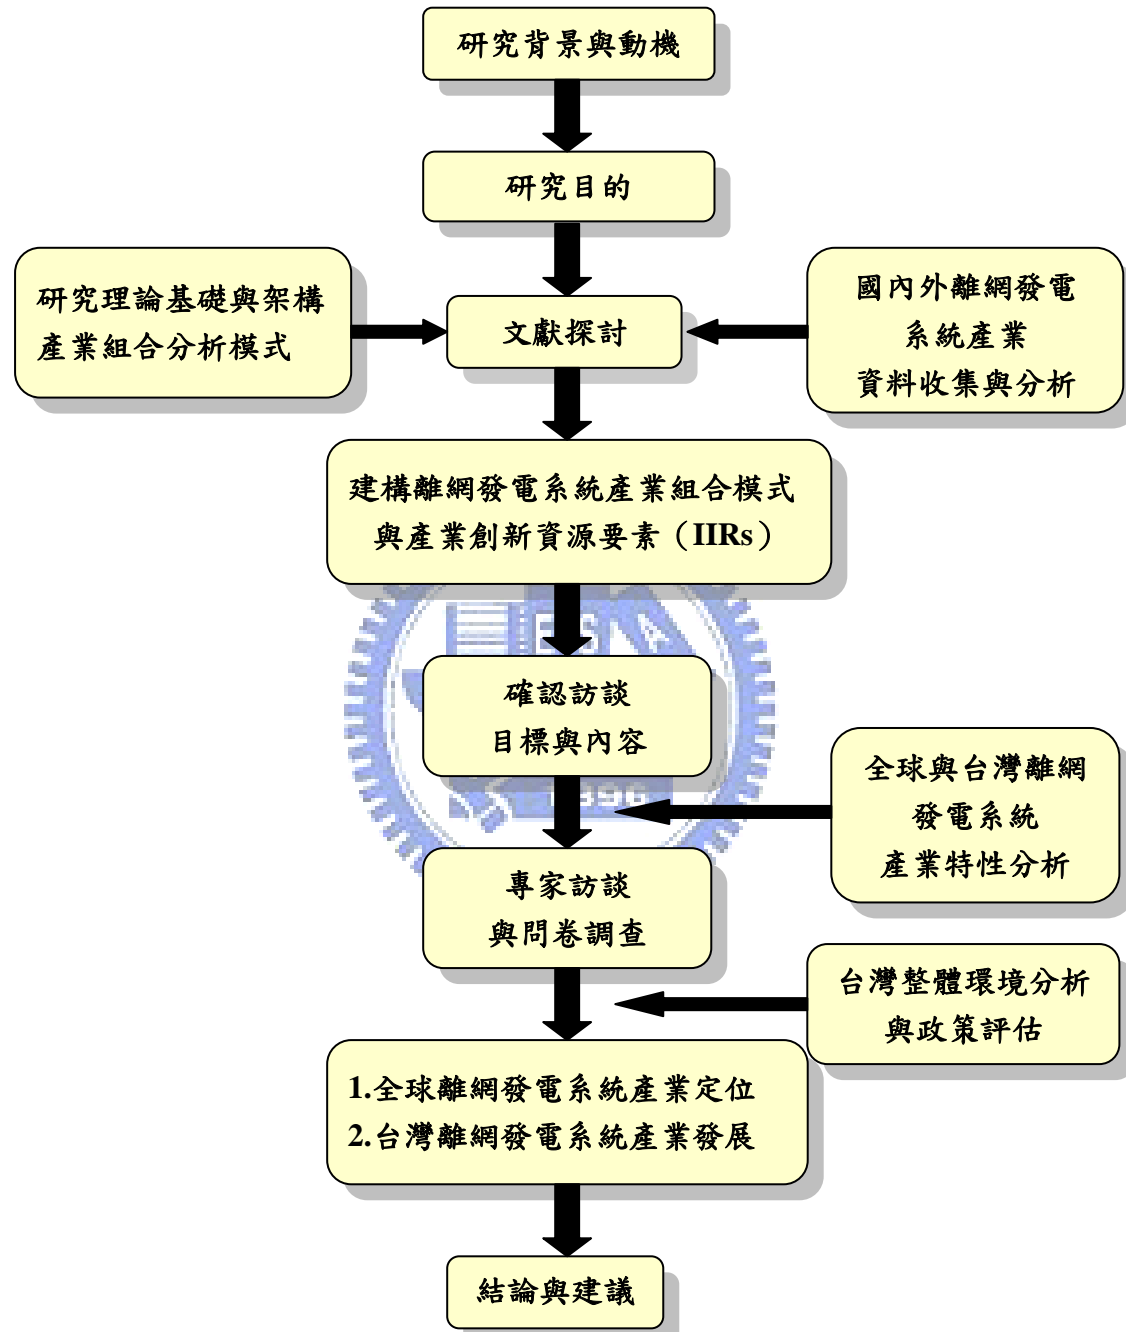 研究背景與動機
研究目的
研究理論基礎與架構
產業組合分析模式
文獻探討
國內外離網發電
系統產業
資料收集與分析
建構離網發電系統產業組合模式
與產業創新資源要素（IIRs）
確認訪談
目標與內容
全球與台灣離網
發電系統
產業特性分析
專家訪談
與問卷調查
台灣整體環境分析
與政策評估
1.全球離網發電系統產業定位
2.台灣離網發電系統產業發展
結論與建議